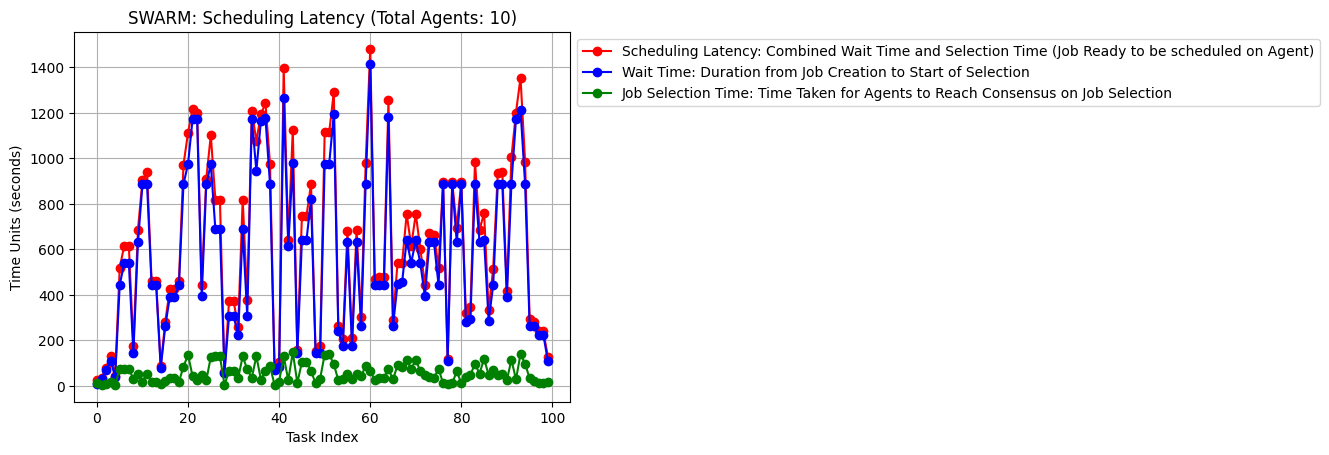 SWARM: Scheduling Latency (Total Agents: 10)
Scheduling Latency: Combined Wait Time and Selection Time (Job Ready to be scheduled on Agent)
Wait Time: Duration from Job Creation to Start of Selection
Job Selection Time: Time Taken for Agents to Reach Consensus on Job Selection
Time Units (seconds)
1400
1200
1000
800
600
400
200
0
0 20 40 60 80 100
Task Index